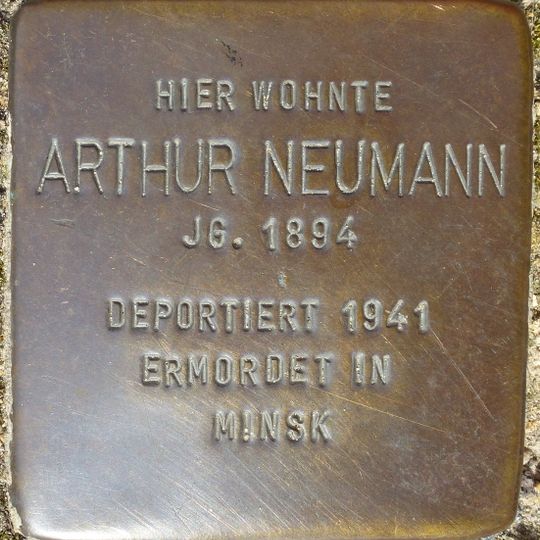 HIER WOHNTE
ARTHUR NEUMANN
JG. 1894
DEPORTIERT 1941
ERMORDET IN
MINSK